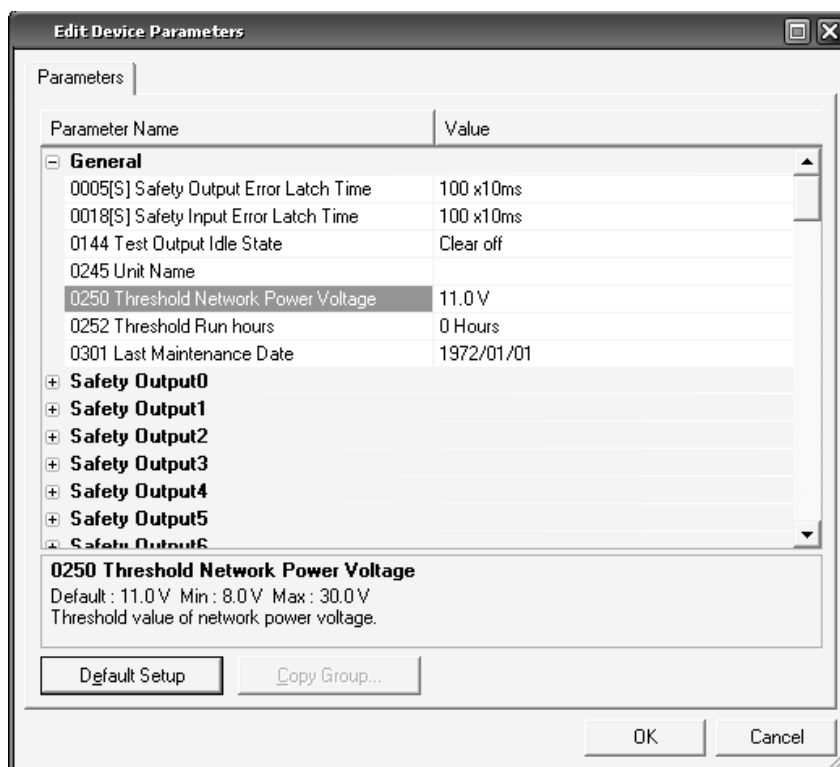 Edit Device Parameters
Parameters
Parameter Name Value
General
0005[S] Safety Output Error Latch Time 100 x10ms
0018[S] Safety Input Error Latch Time 100 x10ms
0144 Test Output Idle State Clear off
0245 Unit Name
0250 Threshold Network Power Voltage 11.0 V
0252 Threshold Run hours 0 Hours
0301 Last Maintenance Date 1972/01/01
Safety Output0
Safety Output1
Safety Output2
Safety Output3
Safety Output4
Safety Output5
Safety Output6
0250 Threshold Network Power Voltage
Default : 11.0 V Min : 8.0 V Max : 30.0 V
Threshold value of network power voltage.
Default Setup Copy Group...
OK Cancel